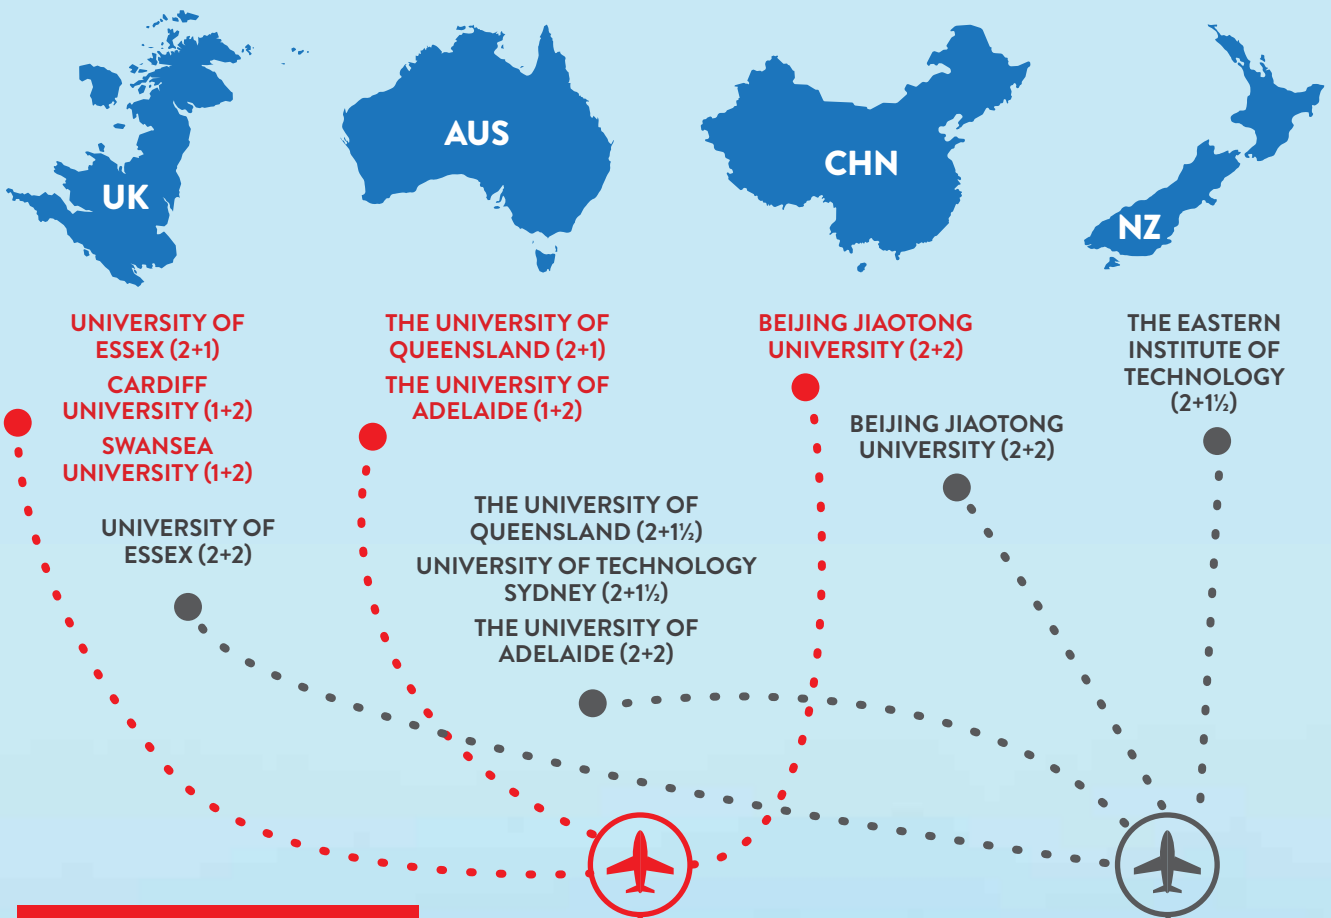 UK
AUS
CHN
NZ
UNIVERSITY OF
ESSEX (2+1)
CARDIFF
UNIVERSITY (1+2)
SWANSEA
UNIVERSITY (1+2)
UNIVERSITY OF
ESSEX (2+2)
THE UNIVERSITY OF
QUEENSLAND (2+1)
THE UNIVERSITY OF
ADELAIDE (1+2)
THE UNIVERSITY OF
QUEENSLAND (2+1½)
UNIVERSITY OF TECHNOLOGY
SYDNEY (2+1½)
THE UNIVERSITY OF
ADELAIDE (2+2)
BEIJING JIAOTONG
UNIVERSITY (2+2)
BEIJING JIAOTONG
UNIVERSITY (2+2)
THE EASTERN
INSTITUTE OF
TECHNOLOGY
(2+1½)